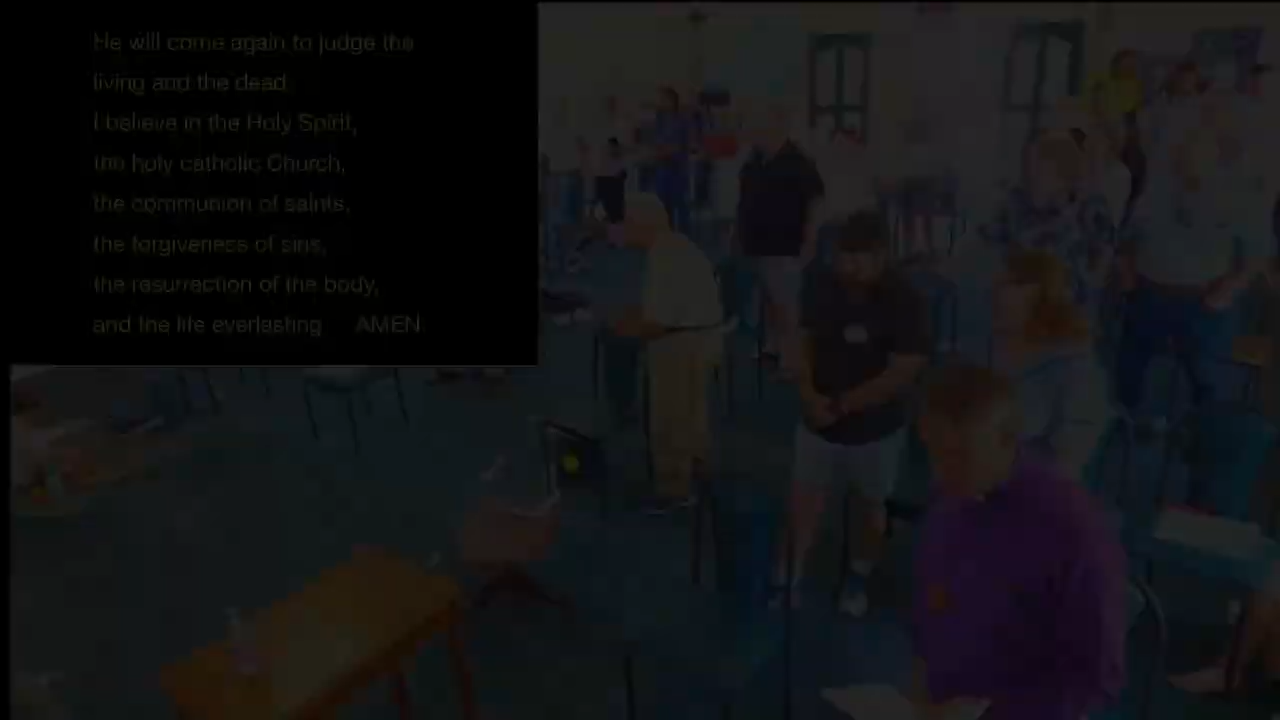 He will come again to judge the
living and the dead.
I believe in the Holy Spirit,
the holy catholic Church,
the communion of saints,
the forgiveness of sins,
the resurrection of the body,
and the life everlasting AMEN